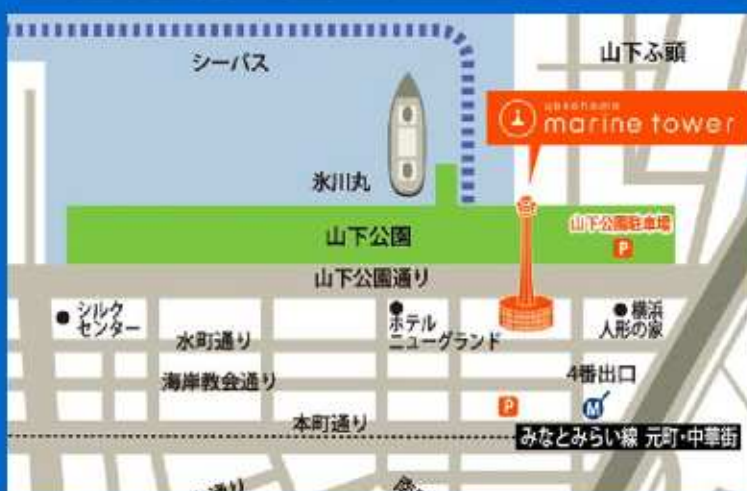 シーバス
山下ふ頭
yokohama
marine tower
氷川丸
山下公園
山下公園駐車場
P
山下公園通り
シルク
センター
ホテル
ニューグランド
横浜
人形の家
水町通り
海岸教会通り
4番出口
P
M
本町通り
みなとみらい線 元町・中華街
通り